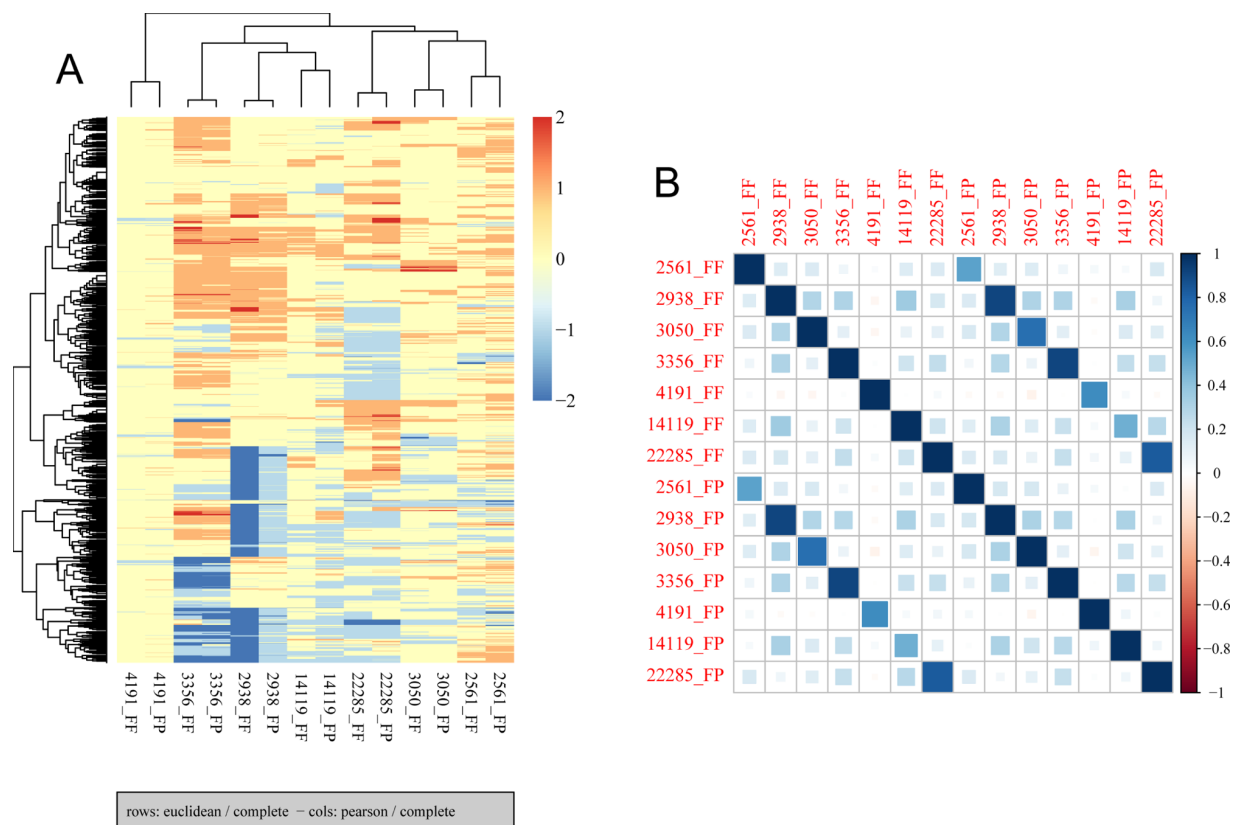 A
2
1
0
−1
−2
4191_FF
4191_FP
3356_FF
3356_FP
2938_FF
2938_FP
14119_FF
14119_FP
22285_FF
22285_FP
3050_FF
3050_FP
2561_FF
2561_FP
rows: euclidean / complete − cols: pearson / complete
B
2561_FF
2938_FF
3050_FF
3356_FF
4191_FF
14119_FF
22285_FF
2561_FP
2938_FP
3050_FP
3356_FP
4191_FP
14119_FP
22285_FP
2561_FF
2938_FF
3050_FF
3356_FF
4191_FF
14119_FF
22285_FF
2561_FP
2938_FP
3050_FP
3356_FP
4191_FP
14119_FP
22285_FP
1
0.8
0.6
0.4
0.2
0
−0.2
−0.4
−0.6
−0.8
−1